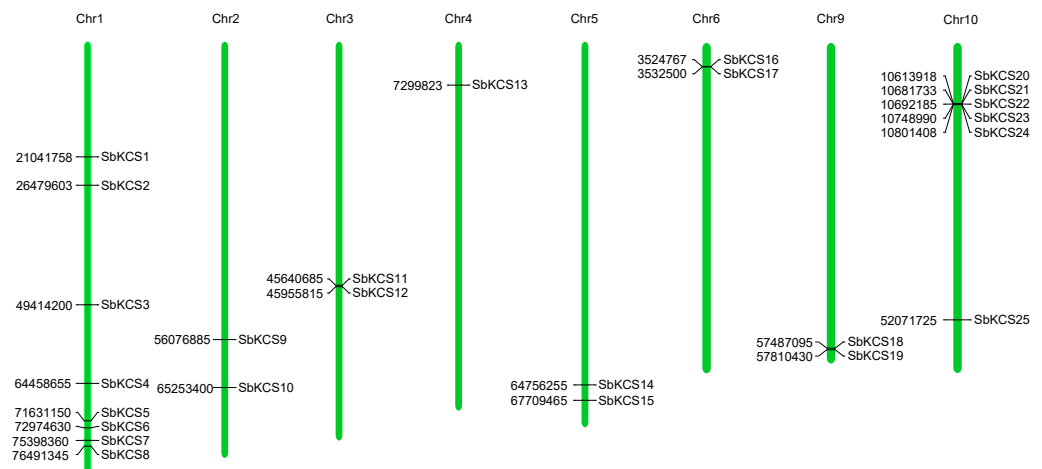 Chr1
Chr2
Chr3
Chr4
Chr5
Chr6
Chr9
Chr10
21041758 SbKCS1
26479603 SbKCS2
49414200 SbKCS3
64458655 SbKCS4
71631150 SbKCS5
72974630 SbKCS6
75398360 SbKCS7
76491345 SbKCS8
56076885 SbKCS9
65253400 SbKCS10
45640685 SbKCS11
45955815 SbKCS12
7299823 SbKCS13
64756255 SbKCS14
67709465 SbKCS15
3524767 SbKCS16
3532500 SbKCS17
57487095 SbKCS18
57810430 SbKCS19
10613918 SbKCS20
10681733 SbKCS21
10692185 SbKCS22
10748990 SbKCS23
10801408 SbKCS24
52071725 SbKCS25